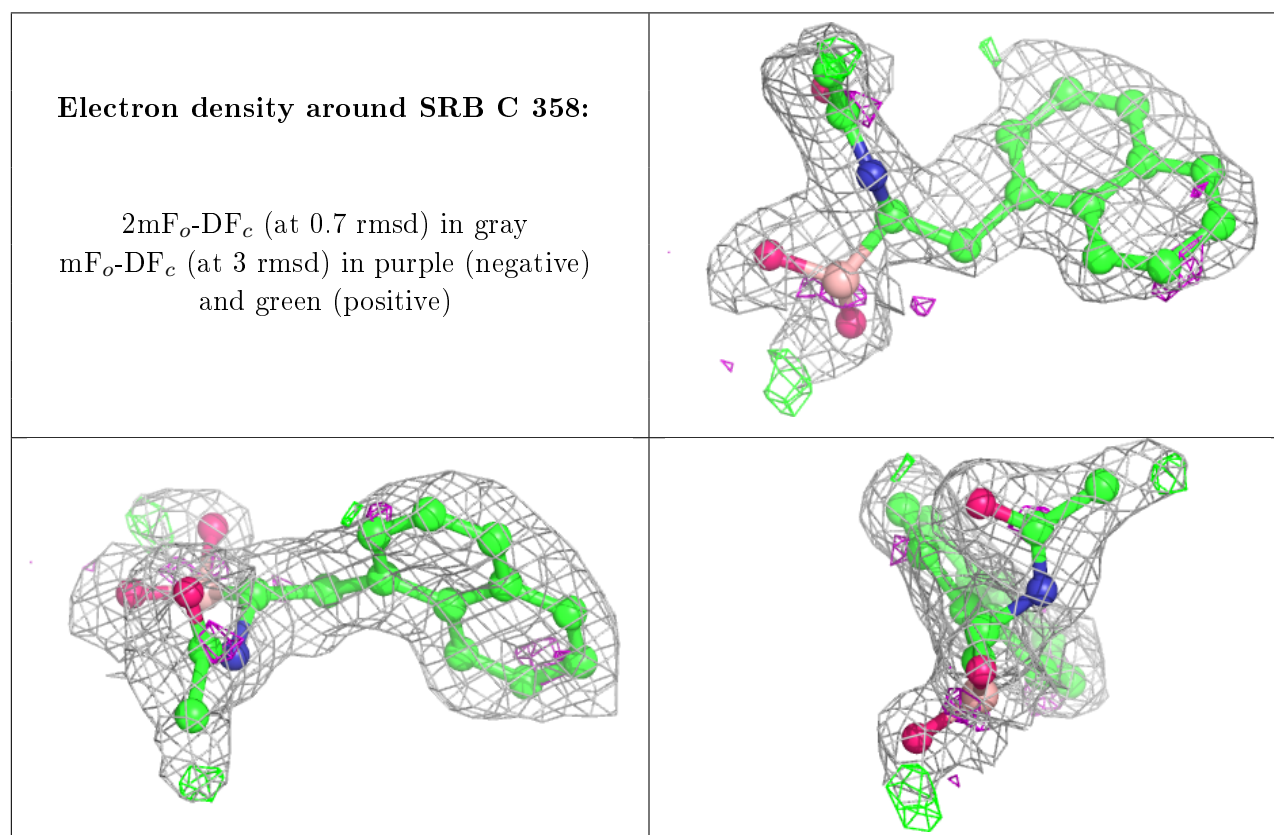 Electron density around SRB C 358:
2mFo-DFc (at 0.7 rmsd) in gray
mFo-DFc (at 3 rmsd) in purple (negative)
and green (positive)